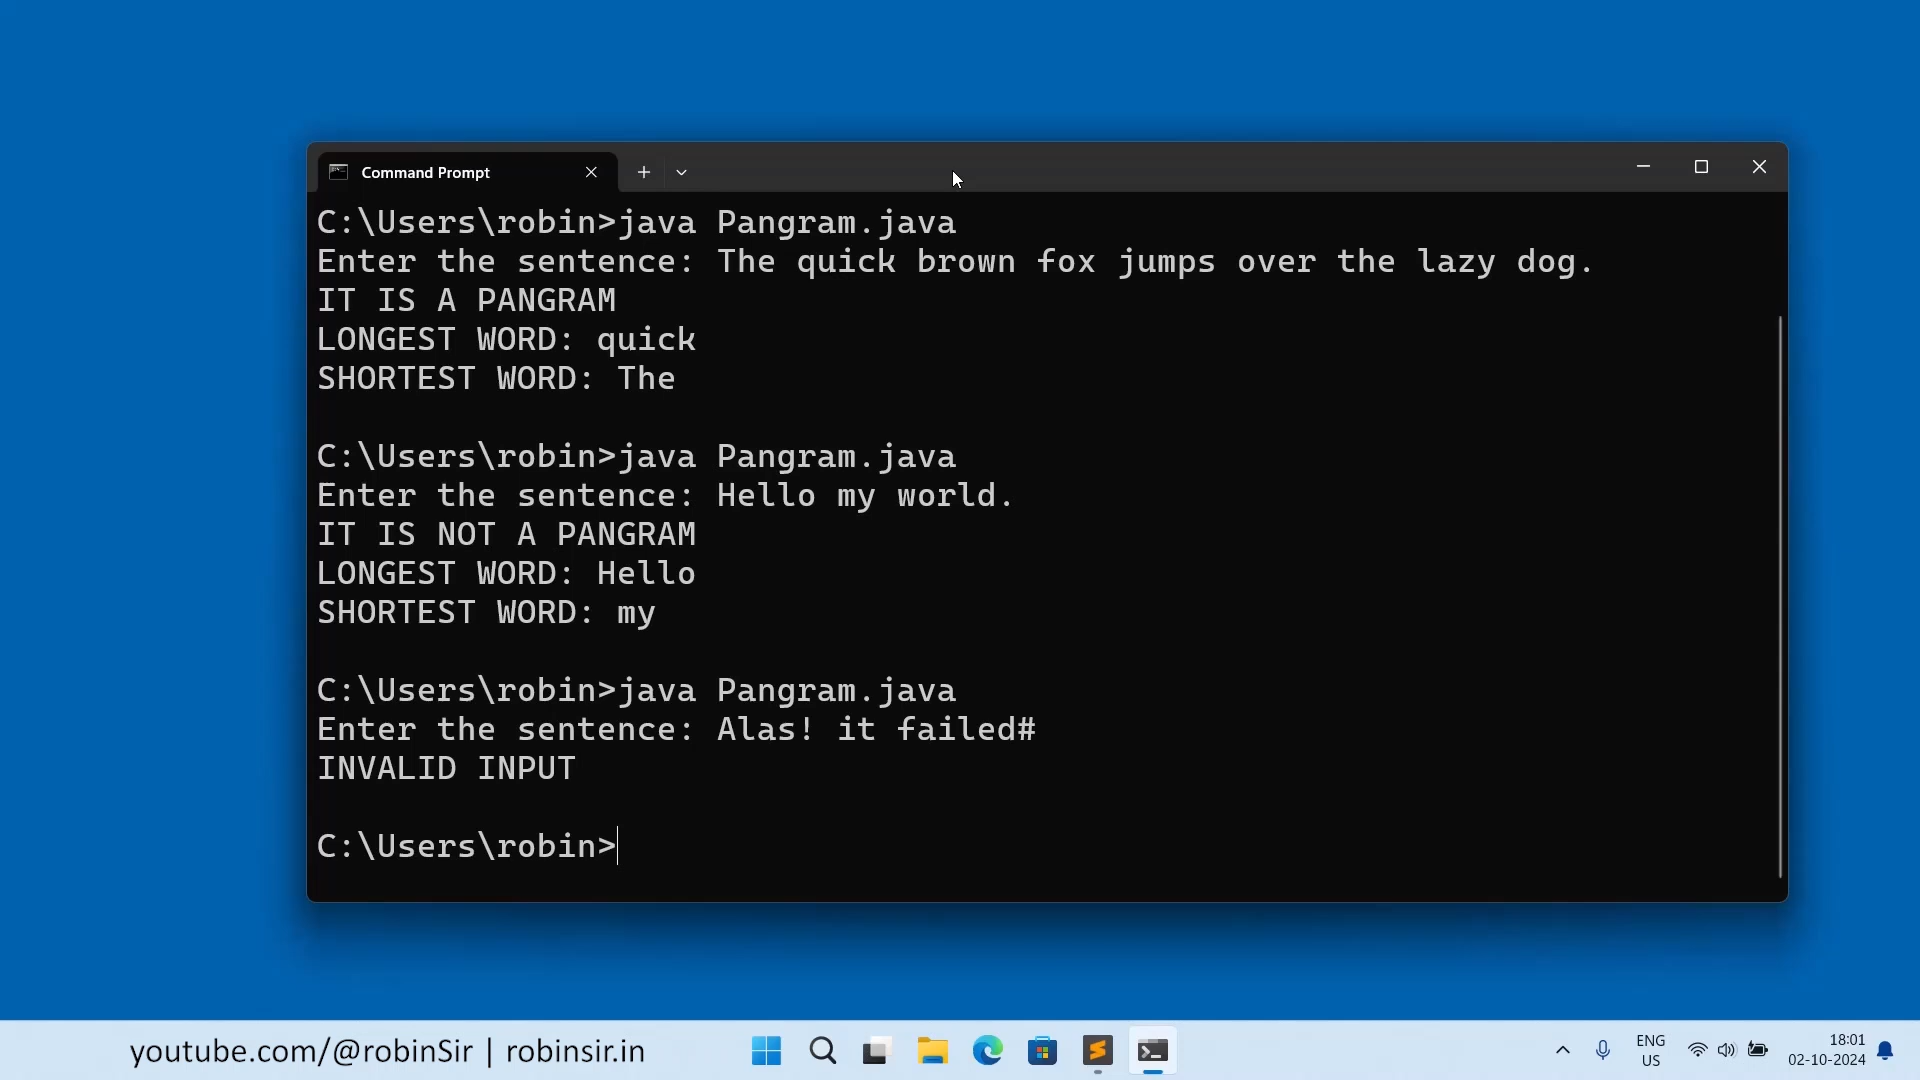 Command Prompt
C:\Users\robin>java Pangram.java
Enter the sentence: The quick brown fox jumps over the lazy dog.
IT IS A PANGRAM
LONGEST WORD: quick
SHORTEST WORD: The
C:\Users\robin>java Pangram.java
Enter the sentence: Hello my world.
IT IS NOT A PANGRAM
LONGEST WORD: Hello
SHORTEST WORD: my
C:\Users\robin>java Pangram.java
Enter the sentence: Alas! it failed#
INVALID INPUT
C:\Users\robin>
youtube.com/@robinSir | robinsir.in
ENG
US
18:01
02-10-2024